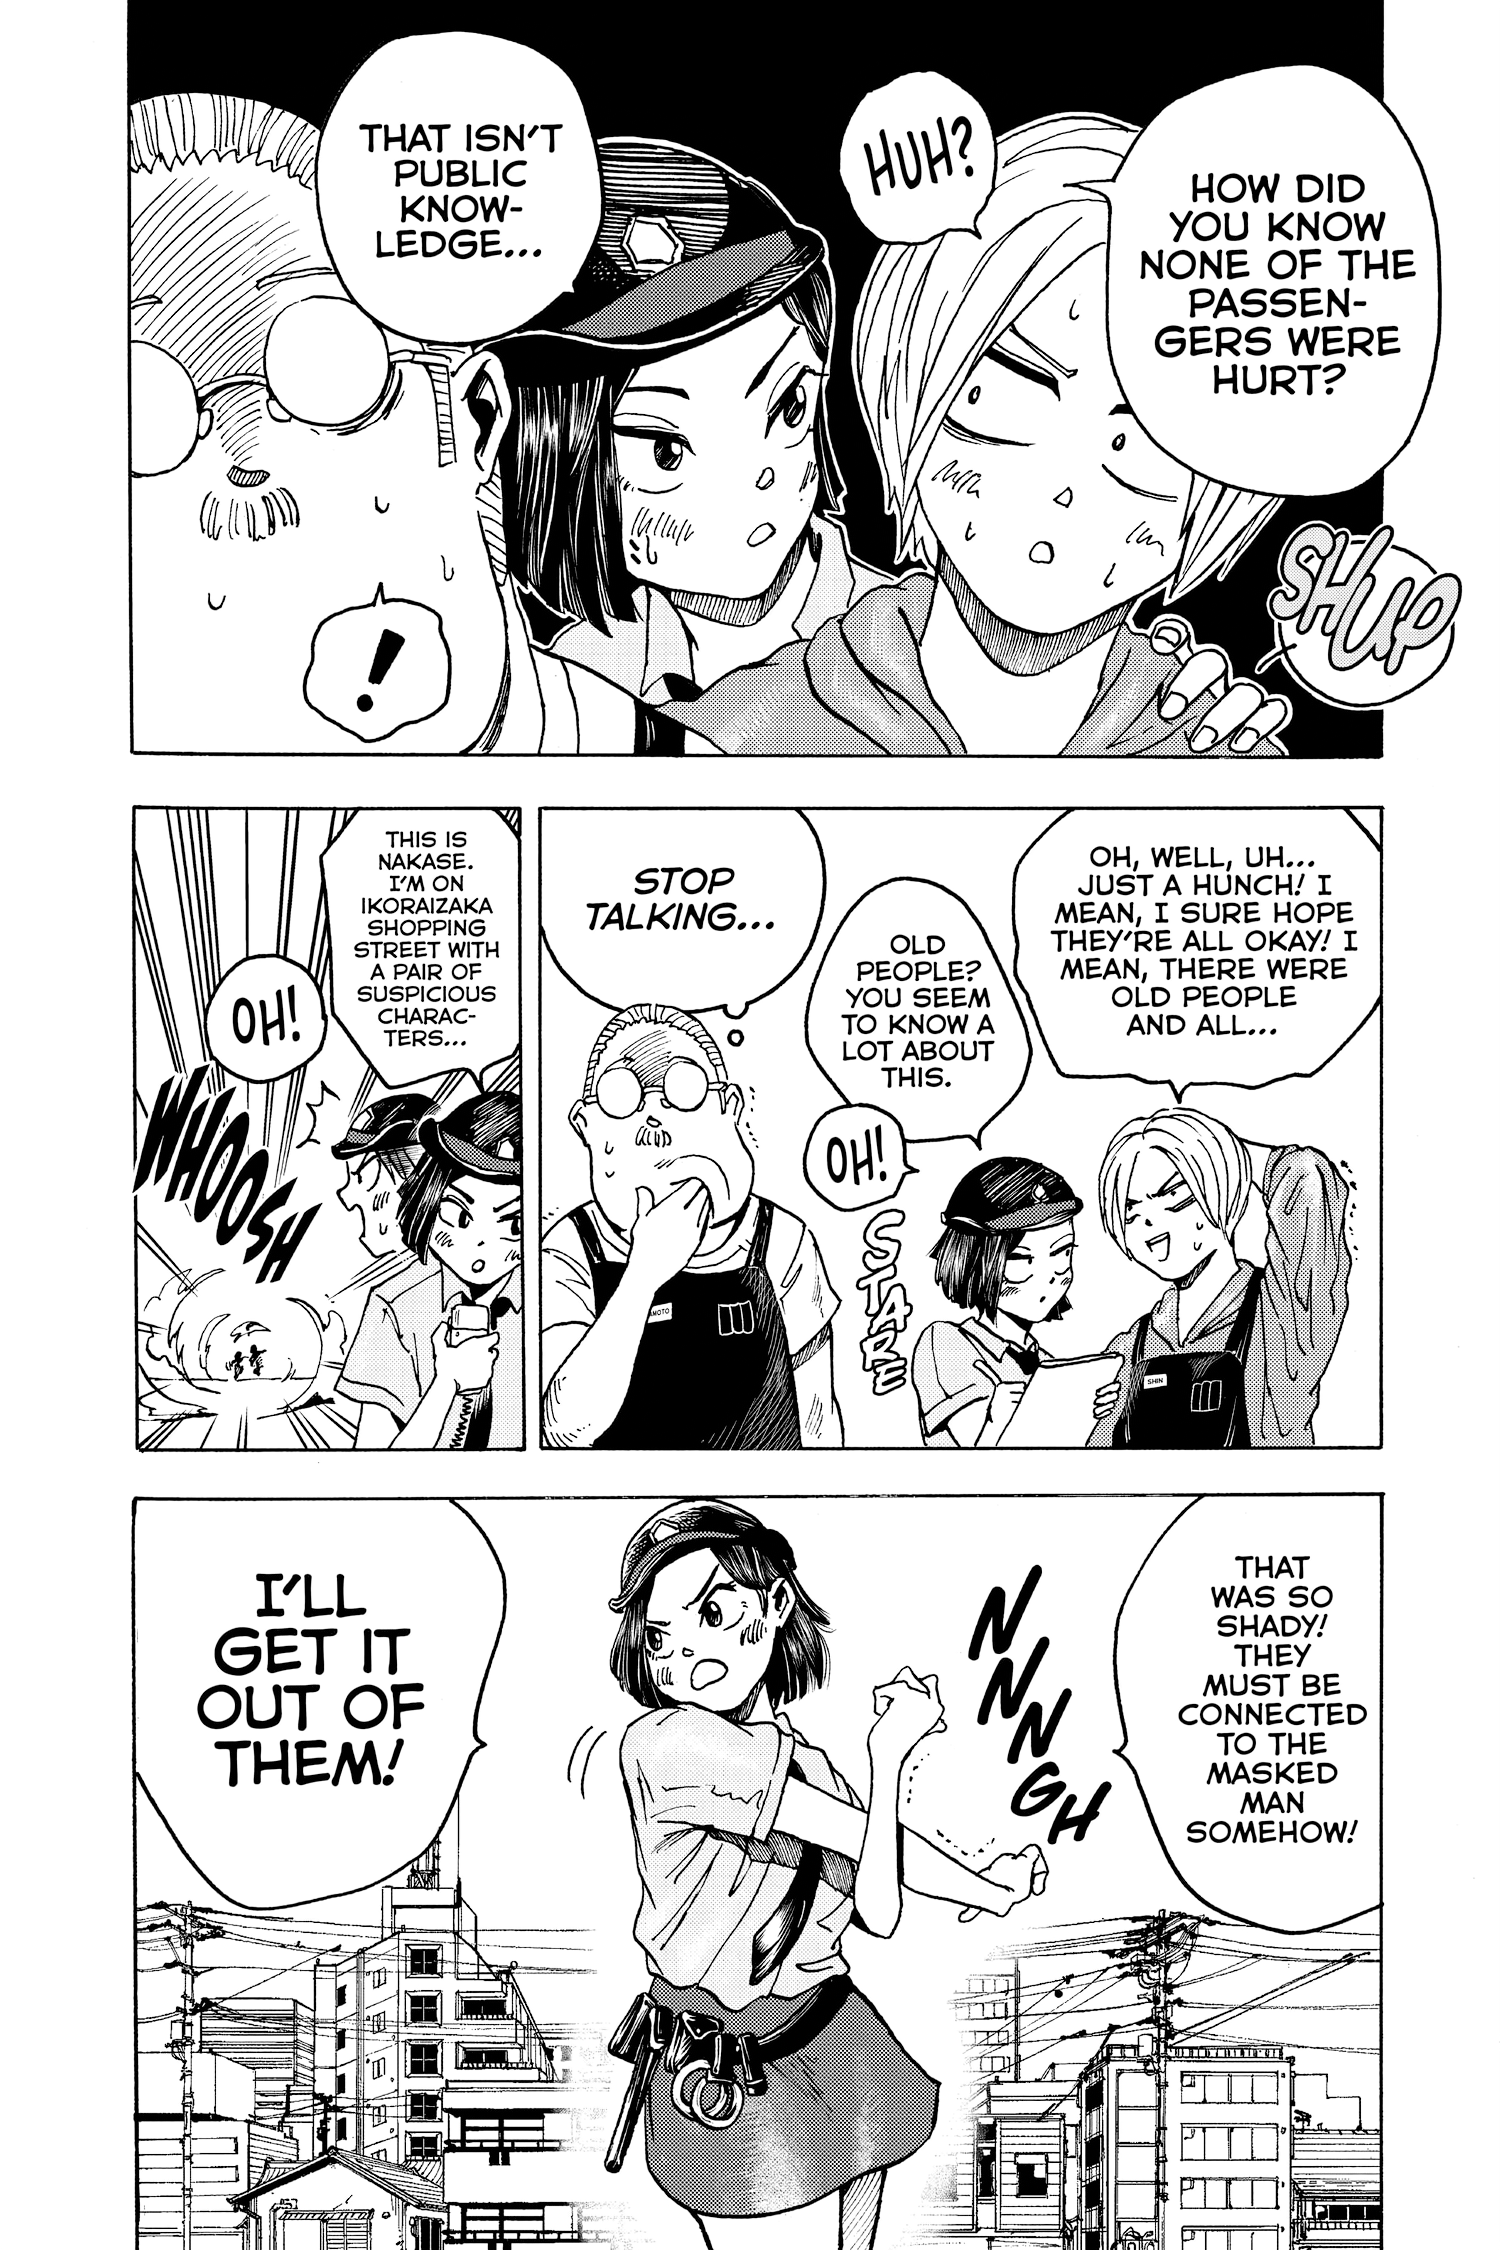 HOW DID
YOU KNOW
NONE OF THE
PASSEN-
GERS WERE
HURT?
HUH?
THAT ISN'T
PUBLIC
KNOW-
LEDGE...
SHUP
!
OH, WELL, UH...
JUST A HUNCH! I
MEAN, I SURE HOPE
THEY'RE ALL OKAY! I
MEAN, THERE WERE
OLD PEOPLE
AND ALL...
OLD
PEOPLE?
YOU SEEM
TO KNOW A
LOT ABOUT
THIS.
OH!
STARE
SHIN
STOP
TALKING...
AMOTO
THIS IS
NAKASE.
I'M ON
IKORAIZAKA
SHOPPING
STREET WITH
A PAIR OF
SUSPICIOUS
CHARAC-
TERS...
OH!
WHOOSH
THAT
WAS SO
SHADY!
THEY
MUST BE
CONNECTED
TO THE
MASKED
MAN
SOMEHOW!
NNNGH
I'LL
GET IT
OUT OF
THEM!